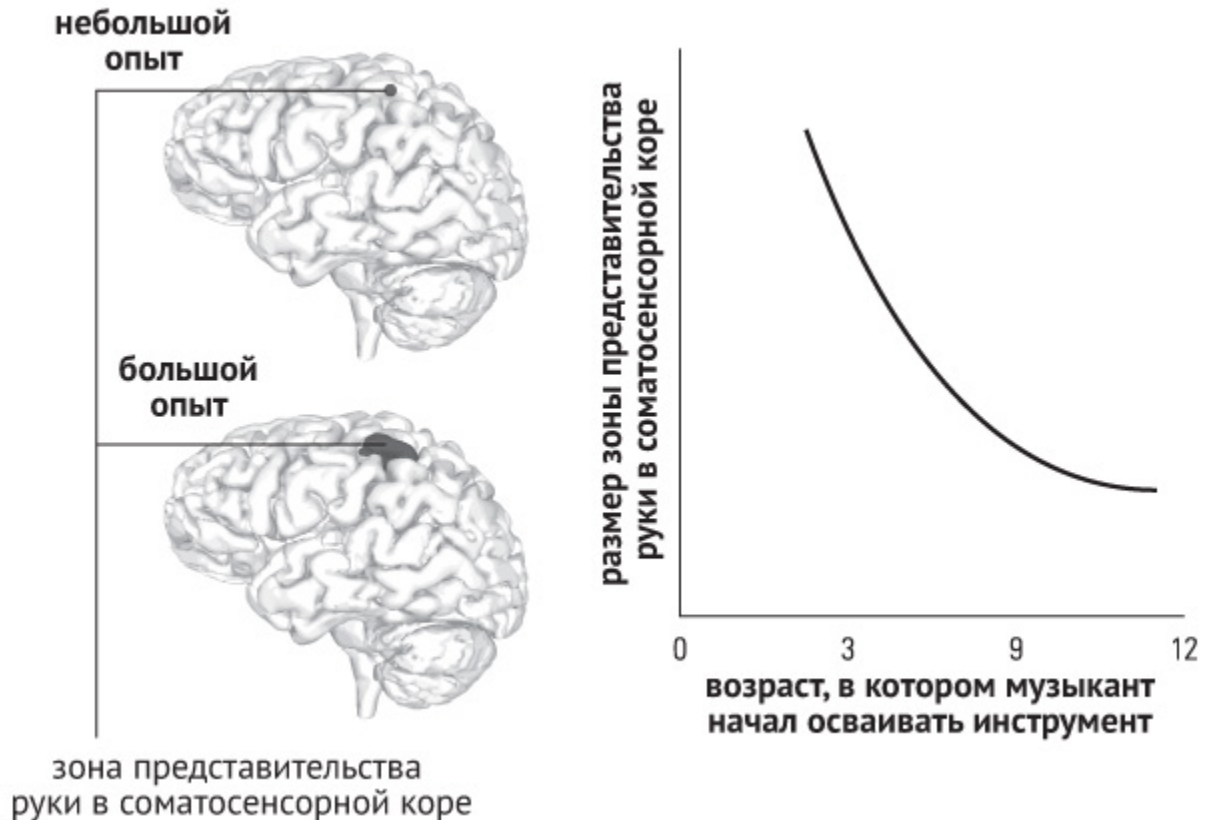 небольшой
опыт
большой
опыт
зона представительства
руки в соматосенсорной коре
размер зоны представительства
руки в соматосенсорной коре
0 3 9 12
возраст, в котором музыкант
начал осваивать инструмент